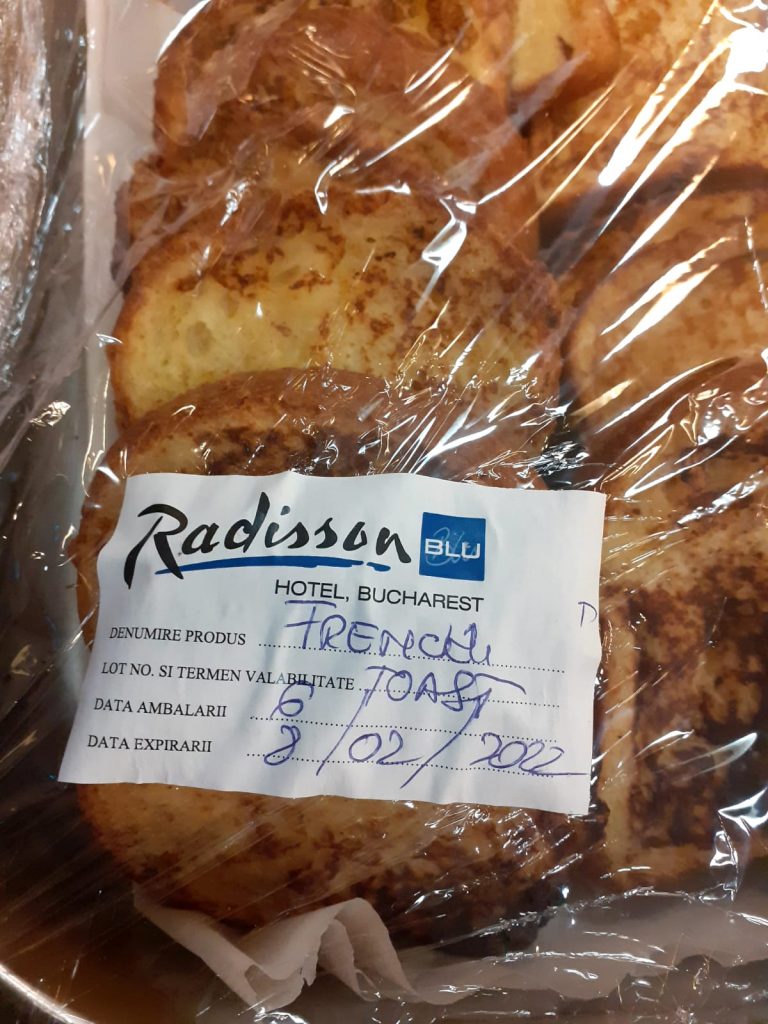 Radisson BLU
HOTEL, BUCHAREST
DENUMIRE PRODUS FRENCH
LOT NO. SI TERMEN VALABILITATE TOAST
DATA AMBALARII 6
DATA EXPIRARII 8/02/2022